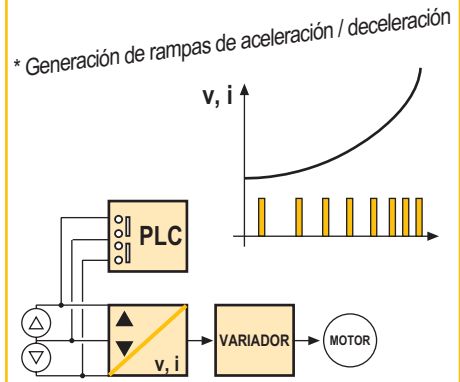 * Generación de rampas de aceleración / deceleración
v, i
PLC
v, i
VARIADOR
MOTOR